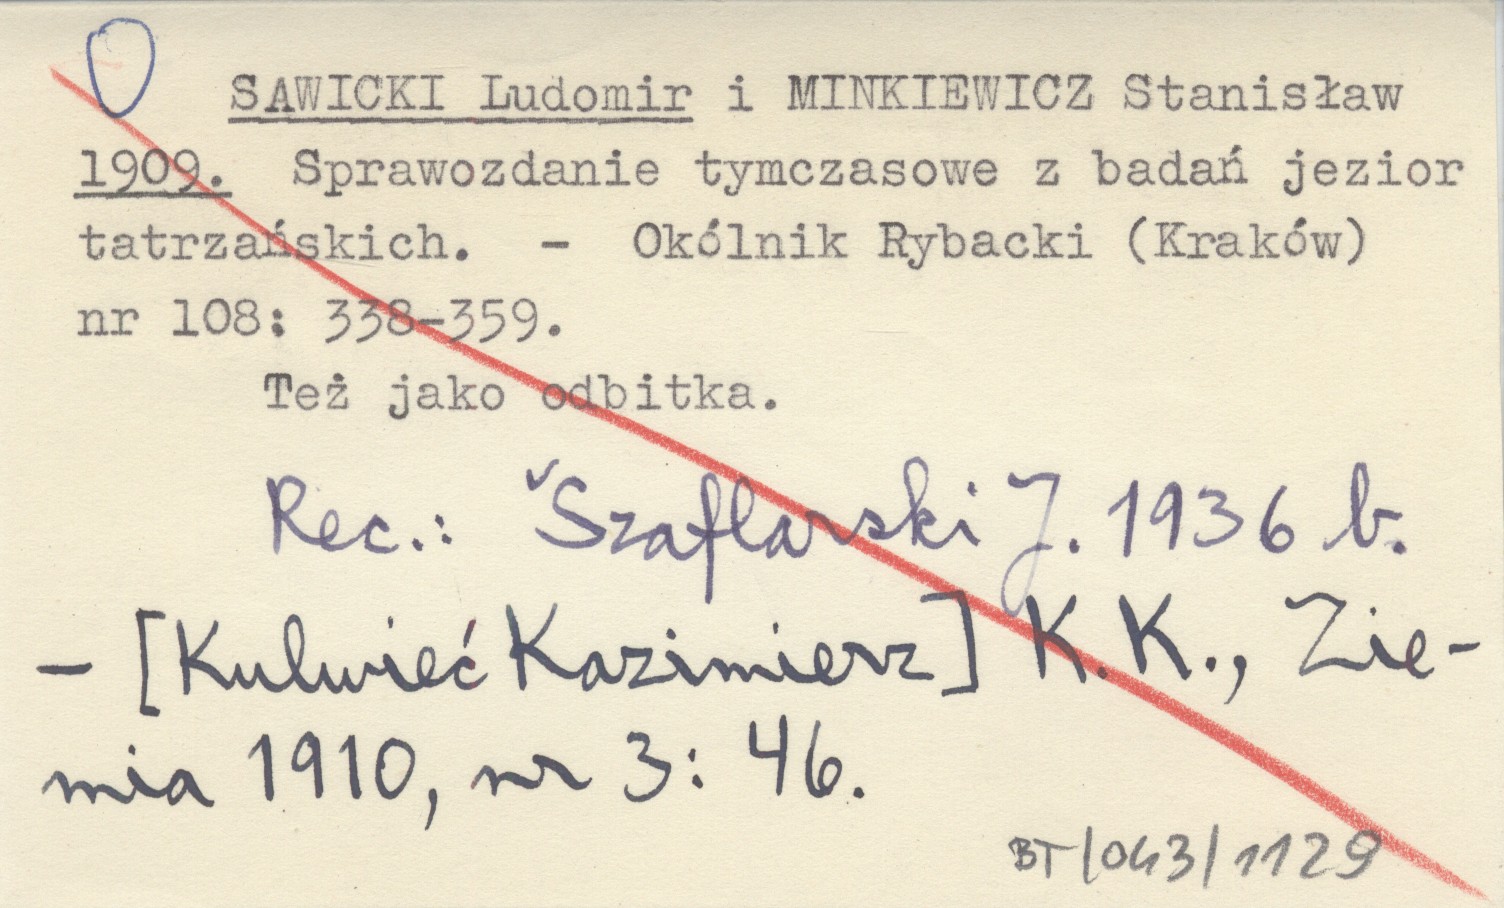 SAWICKI Ludomir i MINKIEWICZ Stanisław
1909. Sprawozdanie tymczasowe z badań jezior
tatrzańskich. - Okólnik Rybacki (Kraków)
nr 108: 338-359.
Też jako odbitka.
Rec.: ˇSzaflarski J. 1936 b.
- [Kulwieć Kazimierz] K.K., Zie-
mia 1910, nr 3: 46.
BT/043/1129